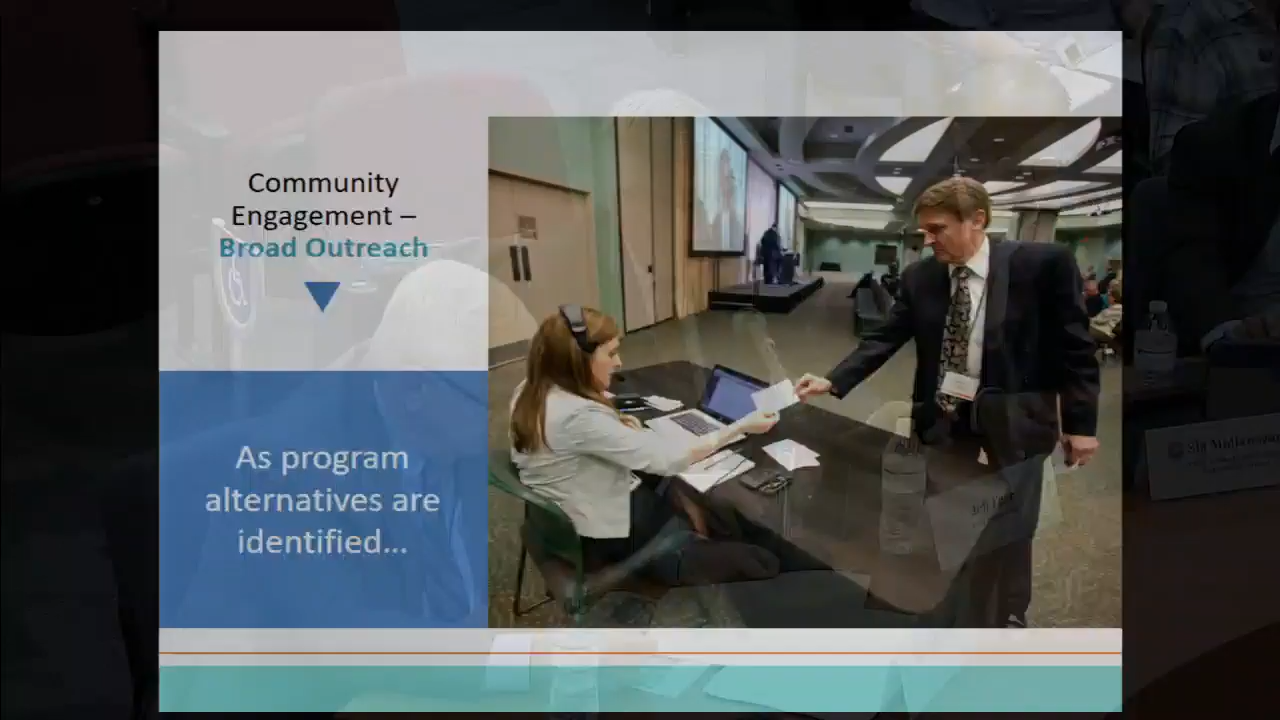 Community
Engagement –
Broad Outreach
As program
alternatives are
identified...